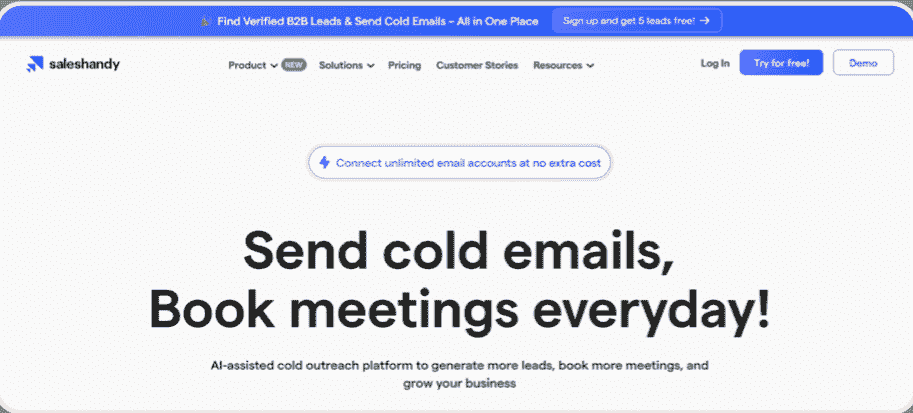 Find Verified B2B Leads & Send Cold Emails - All in One Place
Sign up and get 5 leads free! →
saleshandy
Product NEW Solutions Pricing Customer Stories Resources
Log In Try for free! Demo
Connect unlimited email accounts at no extra cost
Send cold emails,
Book meetings everyday!
AI-assisted cold outreach platform to generate more leads, book more meetings, and
grow your business